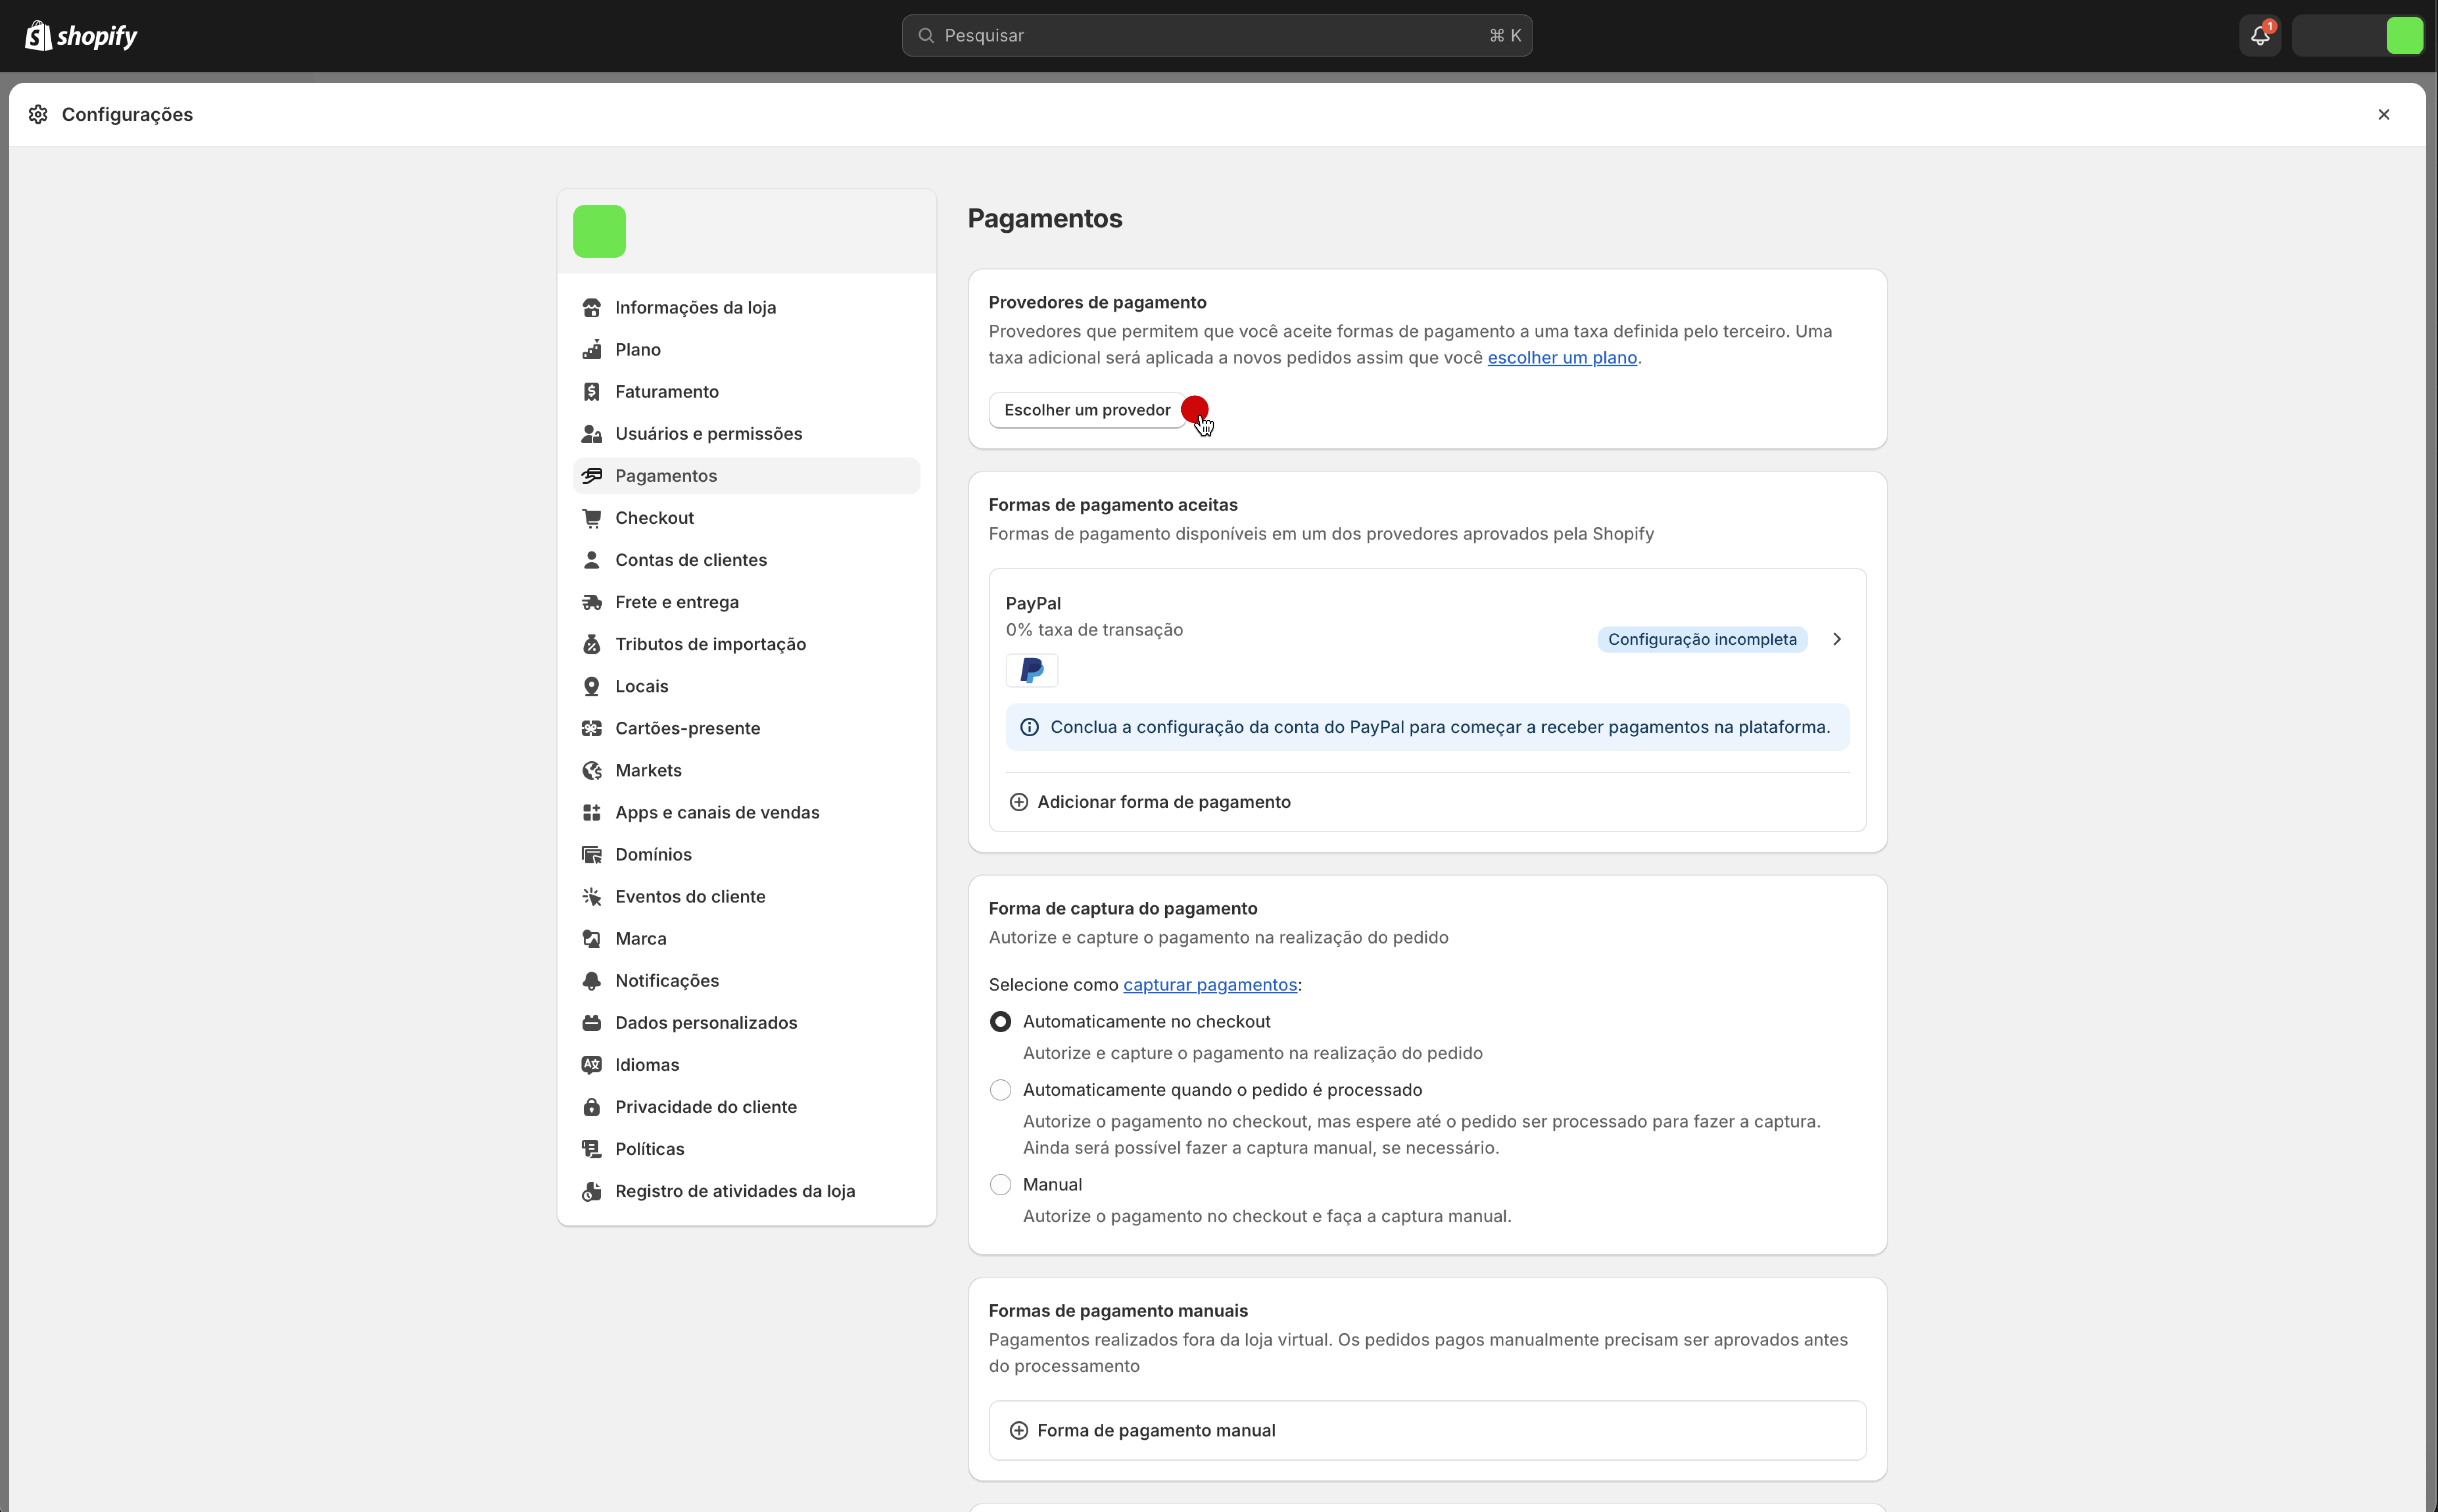 shopify
Pesquisar
⌘ K
1
Configurações
Informações da loja
Plano
Faturamento
Usuários e permissões
Pagamentos
Checkout
Contas de clientes
Frete e entrega
Tributos de importação
Locais
Cartões-presente
Markets
Apps e canais de vendas
Domínios
Eventos do cliente
Marca
Notificações
Dados personalizados
Idiomas
Privacidade do cliente
Políticas
Registro de atividades da loja
Pagamentos
Provedores de pagamento
Provedores que permitem que você aceite formas de pagamento a uma taxa definida pelo terceiro. Uma
taxa adicional será aplicada a novos pedidos assim que você escolher um plano.
Escolher um provedor
Formas de pagamento aceitas
Formas de pagamento disponíveis em um dos provedores aprovados pela Shopify
PayPal
0% taxa de transação
Configuração incompleta
Conclua a configuração da conta do PayPal para começar a receber pagamentos na plataforma.
Adicionar forma de pagamento
Forma de captura do pagamento
Autorize e capture o pagamento na realização do pedido
Selecione como capturar pagamentos:
Automaticamente no checkout
Autorize e capture o pagamento na realização do pedido
Automaticamente quando o pedido é processado
Autorize o pagamento no checkout, mas espere até o pedido ser processado para fazer a captura.
Ainda será possível fazer a captura manual, se necessário.
Manual
Autorize o pagamento no checkout e faça a captura manual.
Formas de pagamento manuais
Pagamentos realizados fora da loja virtual. Os pedidos pagos manualmente precisam ser aprovados antes
do processamento
Forma de pagamento manual